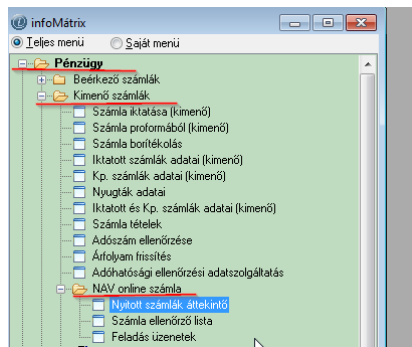 infoMátrix
Teljes menü Saját menü
Pénzügy
Beérkező számlák
Kimenő számlák
Számla iktatása (kimenő)
Számla proformából (kimenő)
Számla borítékolás
Iktatott számlák adatai (kimenő)
Kp. számlák adatai (kimenő)
Nyugták adatai
Iktatott és Kp. számlák adatai (kimenő)
Számla tételek
Adószám ellenőrzése
Árfolyam frissítés
Adóhatósági ellenőrzési adatszolgáltatás
NAV online számla
Nyitott számlák áttekintő
Számla ellenőrző lista
Feladás üzenetek